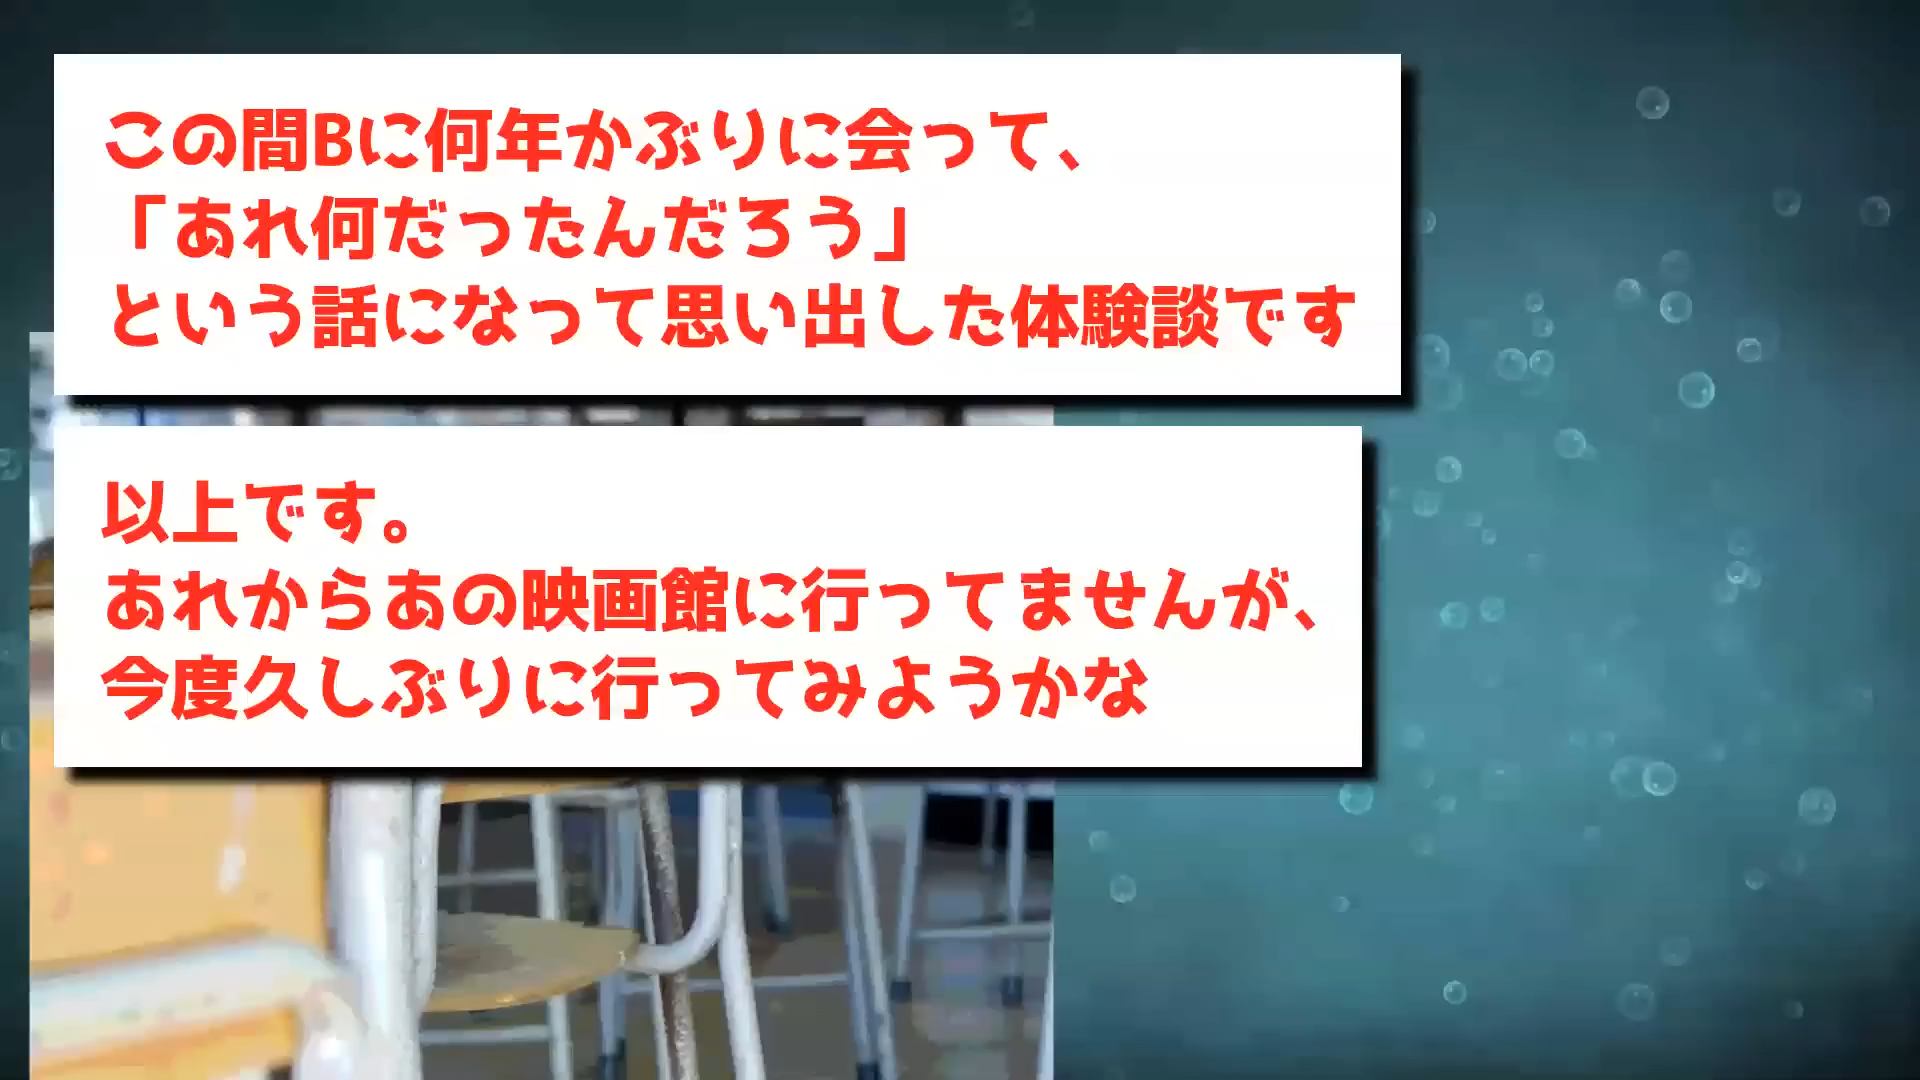 この間Bに何年かぶりに会って、
「あれ何だったんだろう」
という話になって思い出した体験談です
以上です。
あれからあの映画館に行ってませんが、
今度久しぶりに行ってみようかな